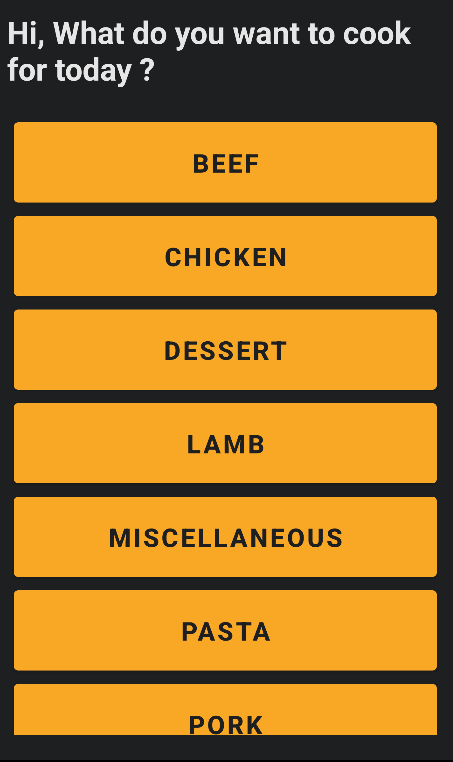 Hi, What do you want to cook
for today ?
BEEF
CHICKEN
DESSERT
LAMB
MISCELLANEOUS
PASTA
PORK